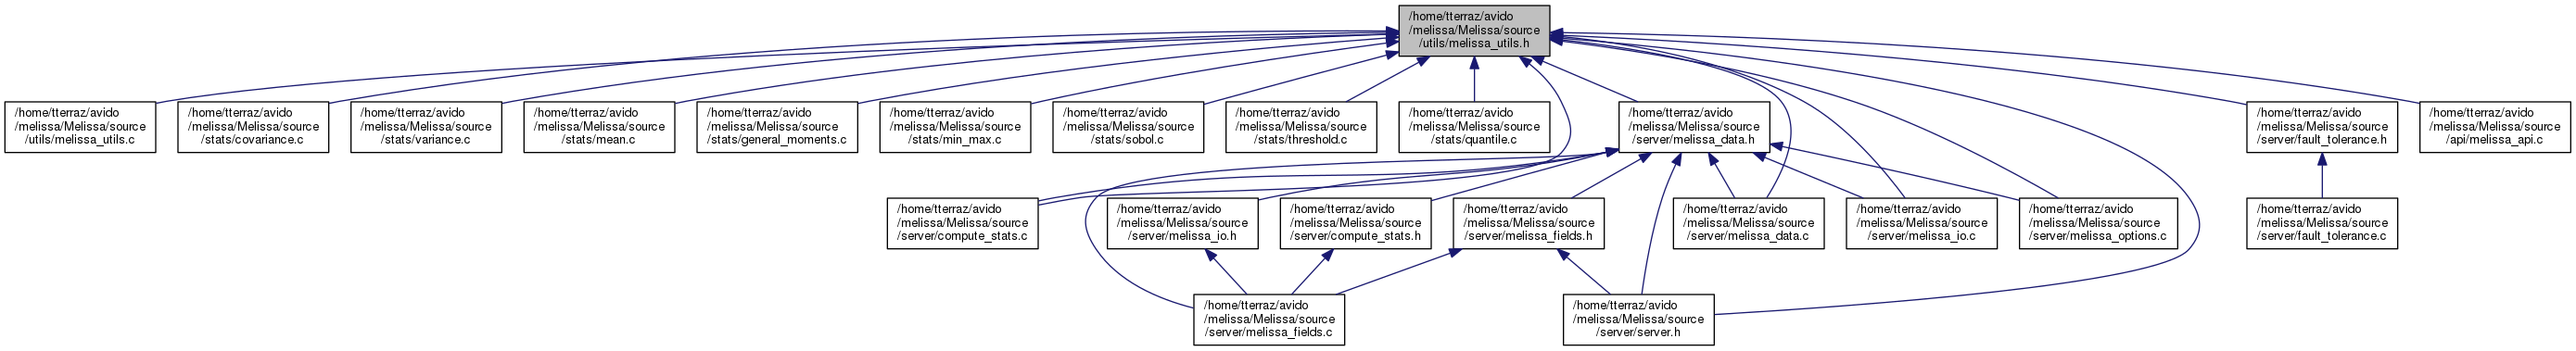 /home/tterraz/avido
/melissa/Melissa/source
/utils/melissa_utils.h
/home/tterraz/avido
/melissa/Melissa/source
/utils/melissa_utils.c
/home/tterraz/avido
/melissa/Melissa/source
/stats/covariance.c
/home/tterraz/avido
/melissa/Melissa/source
/stats/variance.c
/home/tterraz/avido
/melissa/Melissa/source
/stats/mean.c
/home/tterraz/avido
/melissa/Melissa/source
/stats/general_moments.c
/home/tterraz/avido
/melissa/Melissa/source
/stats/min_max.c
/home/tterraz/avido
/melissa/Melissa/source
/stats/sobol.c
/home/tterraz/avido
/melissa/Melissa/source
/stats/threshold.c
/home/tterraz/avido
/melissa/Melissa/source
/stats/quantile.c
/home/tterraz/avido
/melissa/Melissa/source
/server/melissa_data.h
/home/tterraz/avido
/melissa/Melissa/source
/server/fault_tolerance.h
/home/tterraz/avido
/melissa/Melissa/source
/api/melissa_api.c
/home/tterraz/avido
/melissa/Melissa/source
/server/compute_stats.c
/home/tterraz/avido
/melissa/Melissa/source
/server/melissa_io.h
/home/tterraz/avido
/melissa/Melissa/source
/server/compute_stats.h
/home/tterraz/avido
/melissa/Melissa/source
/server/melissa_fields.h
/home/tterraz/avido
/melissa/Melissa/source
/server/melissa_data.c
/home/tterraz/avido
/melissa/Melissa/source
/server/melissa_io.c
/home/tterraz/avido
/melissa/Melissa/source
/server/melissa_options.c
/home/tterraz/avido
/melissa/Melissa/source
/server/fault_tolerance.c
/home/tterraz/avido
/melissa/Melissa/source
/server/melissa_fields.c
/home/tterraz/avido
/melissa/Melissa/source
/server/server.h